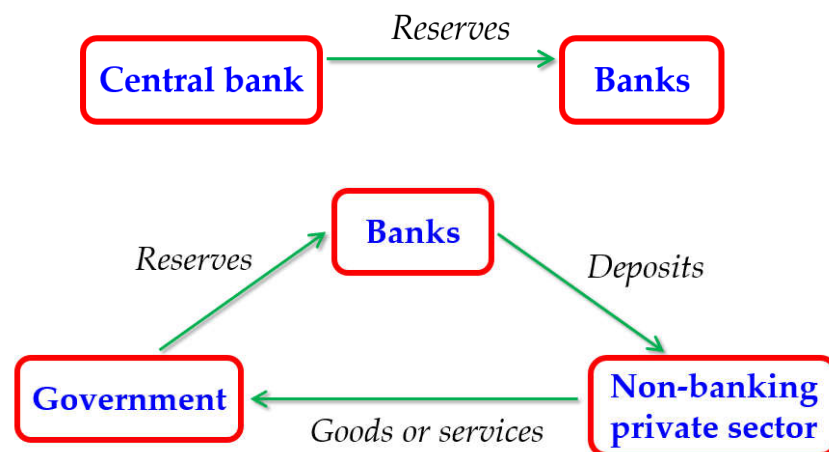 Reserves
Central bank
Banks
Banks
Reserves
Deposits
Government
Non-banking
private sector
Goods or services